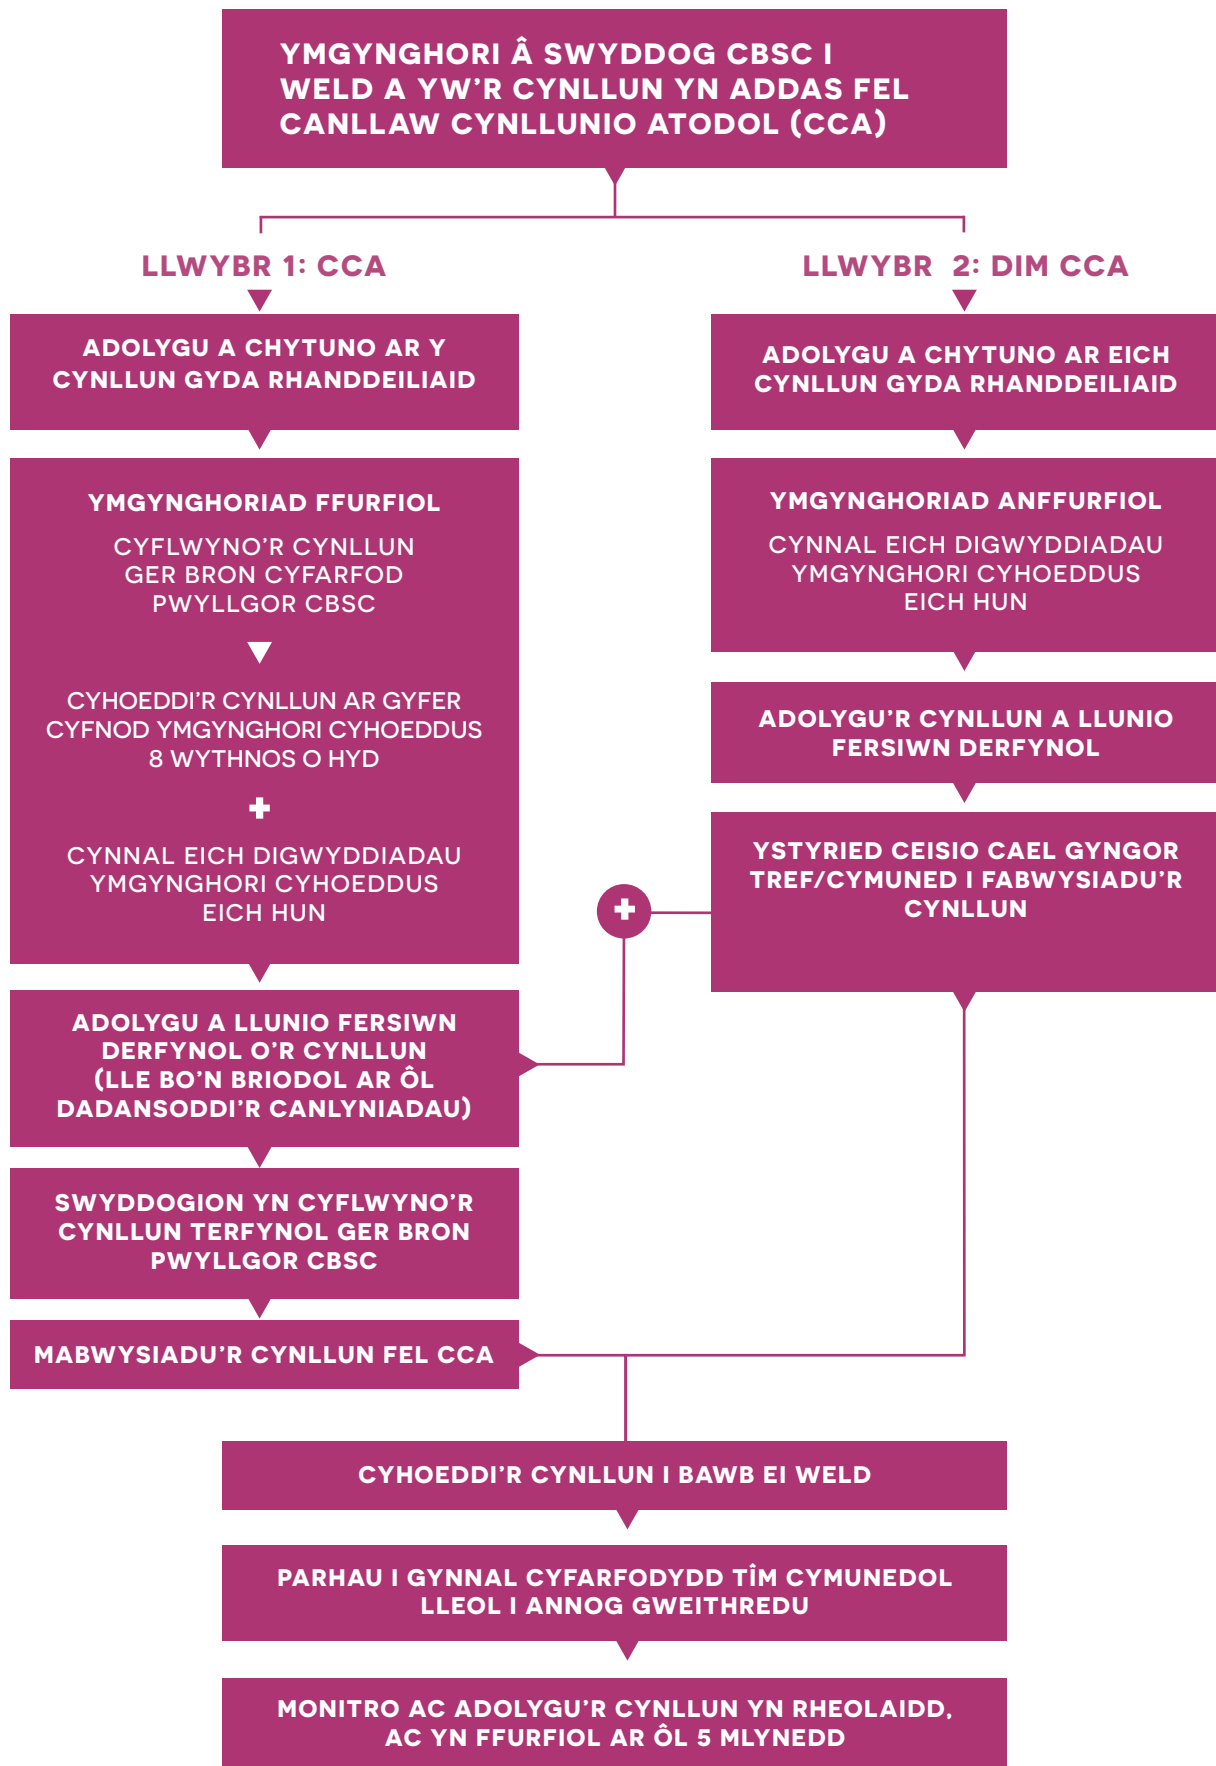 YMGYNGHORI Â SWYDDOG CBSC I
WELD A YW’R CYNLLUN YN ADDAS FEL
CANLLAW CYNLLUNIO ATODOL (CCA)
LLWYBR 1: CCA
ADOLYGU A CHYTUNO AR Y
CYNLLUN GYDA RHANDDEILIAID
YMGYNGHORIAD FFURFIOL
CYFLWYNO’R CYNLLUN
GER BRON CYFARFOD
PWYLLGOR CBSC
CYHOEDDI’R CYNLLUN AR GYFER
CYFNOD YMGYNGHORI CYHOEDDUS
8 WYTHNOS O HYD
+
CYNNAL EICH DIGWYDDIADAU
YMGYNGHORI CYHOEDDUS
EICH HUN
ADOLYGU A LLUNIO FERSIWN
DERFYNOL O’R CYNLLUN
(LLE BO’N BRIODOL AR ÔL
DADANSODDI’R CANLYNIADAU)
SWYDDOGION YN CYFLWYNO’R
CYNLLUN TERFYNOL GER BRON
PWYLLGOR CBSC
MABWYSIADU’R CYNLLUN FEL CCA
LLWYBR 2: DIM CCA
ADOLYGU A CHYTUNO AR EICH
CYNLLUN GYDA RHANDDEILIAID
YMGYNGHORIAD ANFFURFIOL
CYNNAL EICH DIGWYDDIADAU
YMGYNGHORI CYHOEDDUS
EICH HUN
ADOLYGU’R CYNLLUN A LLUNIO
FERSIWN DERFYNOL
YSTYRIED CEISIO CAEL GYNGOR
TREF/CYMUNED I FABWYSIADU’R
CYNLLUN
+
CYHOEDDI’R CYNLLUN I BAWB EI WELD
PARHAU I GYNNAL CYFARFODYDD TÎM CYMUNEDOL
LLEOL I ANNOG GWEITHREDU
MONITRO AC ADOLYGU’R CYNLLUN YN RHEOLAIDD,
AC YN FFURFIOL AR ÔL 5 MLYNEDD